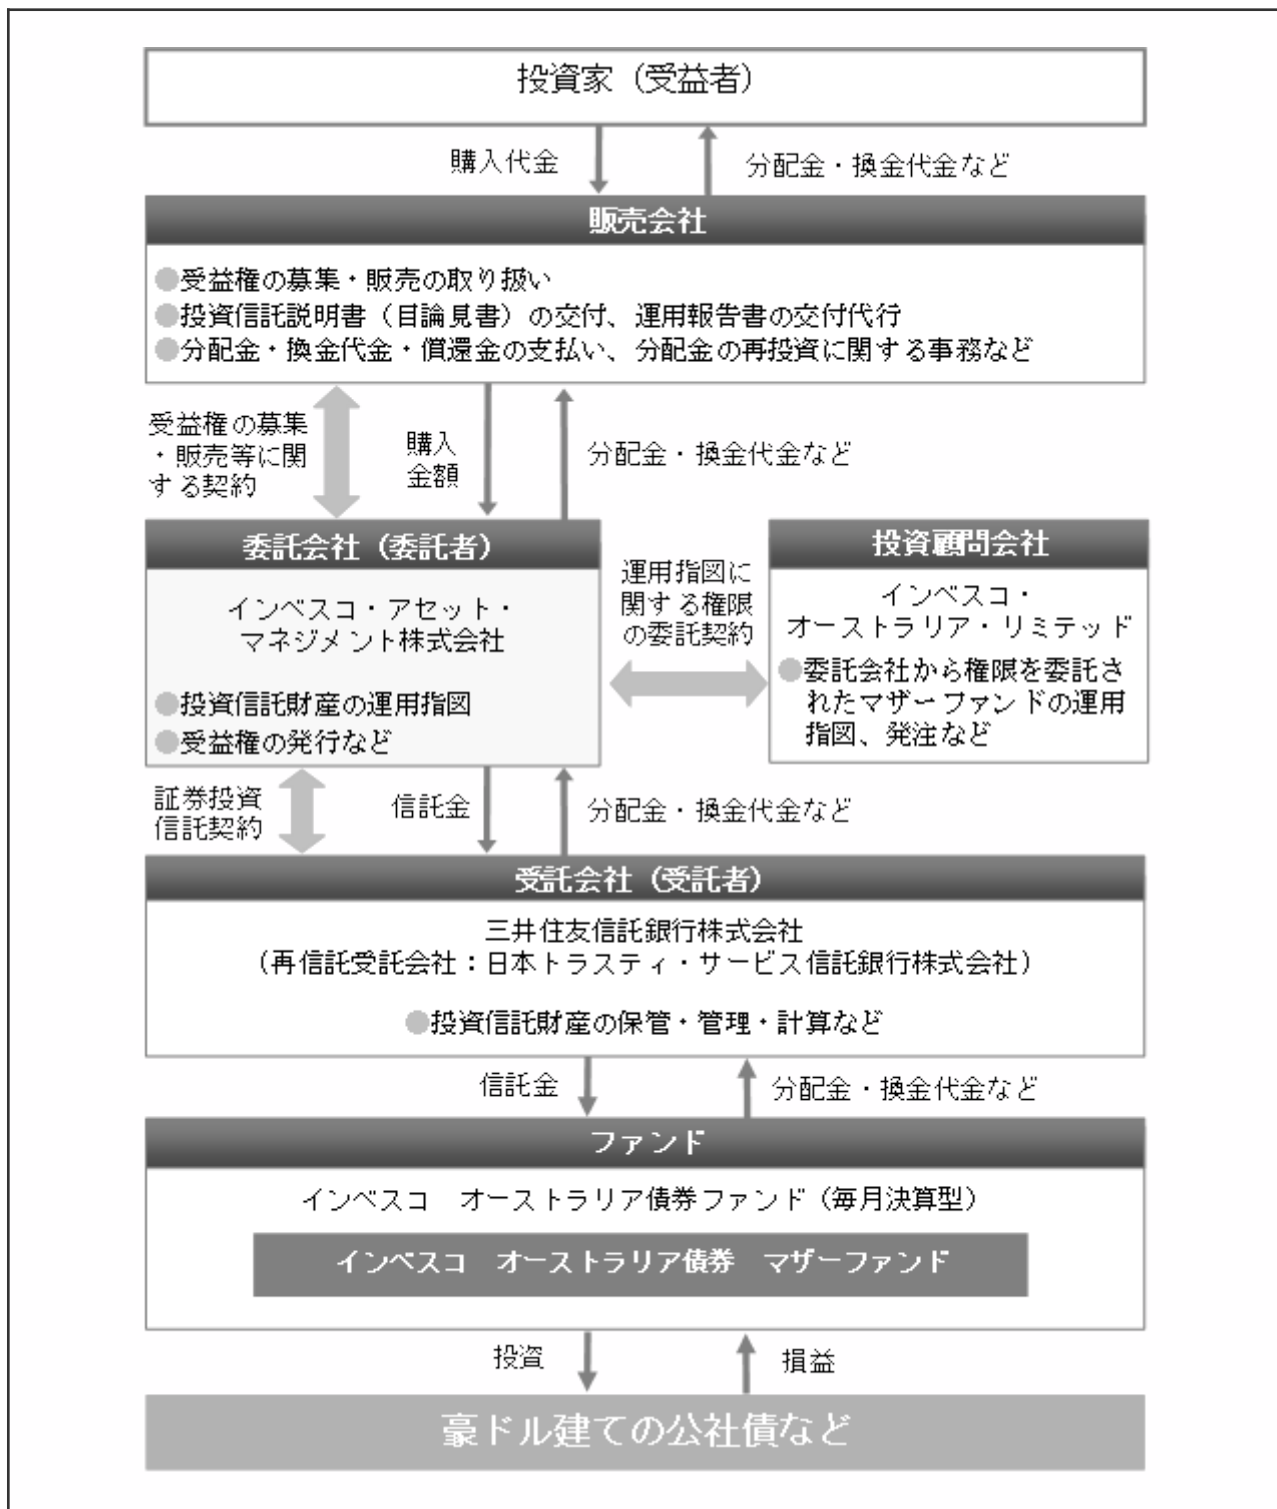 投資家（受益者）
購入代金
分配金・換金代金など
販売会社
●受益権の募集・販売の取り扱い
●投資信託説明書（目論見書）の交付、運用報告書の交付代行
●分配金・換金代金・償還金の支払い、分配金の再投資に関する事務など
受益権の募集
・販売等に関
する契約
購入
金額
分配金・換金代金など
委託会社（委託者）
インベスコ・アセット・
マネジメント株式会社
●投資信託財産の運用指図
●受益権の発行など
運用指図に
関する権限
の委託契約
投資顧問会社
インベスコ・
オーストラリア・リミテッド
●委託会社から権限を委託さ
れたマザーファンドの運用
指図、発注など
証券投資
信託契約
信託金
分配金・換金代金など
受託会社（受託者）
三井住友信託銀行株式会社
（再信託受託会社：日本トラスティ・サービス信託銀行株式会社）
●投資信託財産の保管・管理・計算など
信託金
分配金・換金代金など
ファンド
インベスコ　オーストラリア債券ファンド（毎月決算型）
インベスコ　オーストラリア債券　マザーファンド
投資
損益
豪ドル建ての公社債など